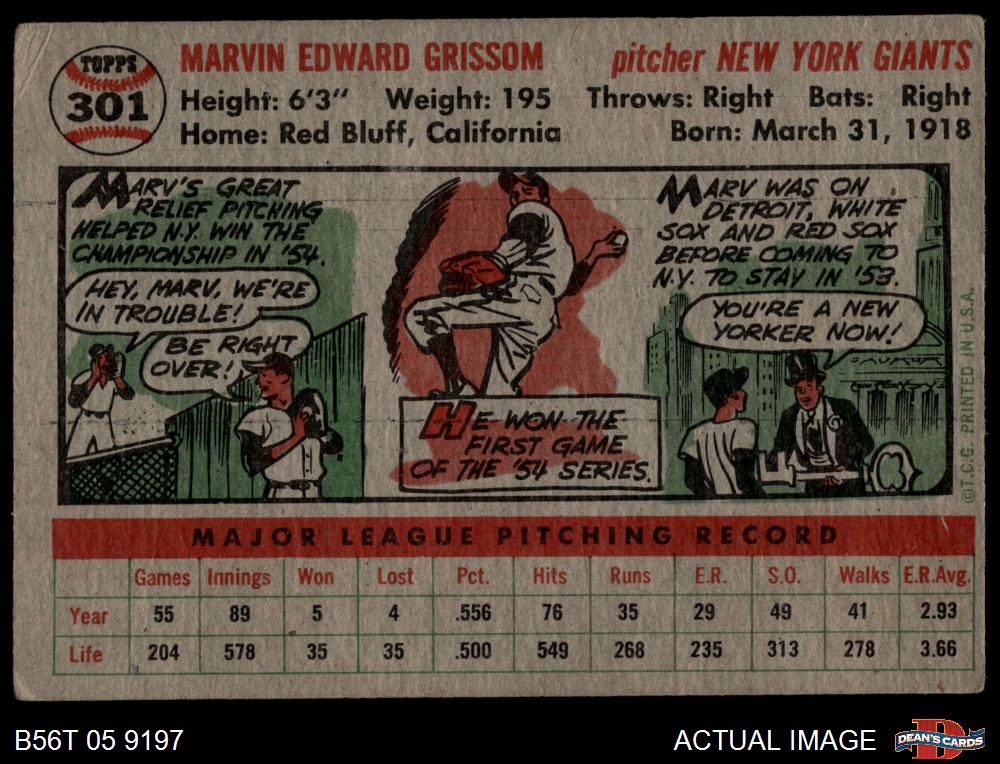 TOPPS
301
MARVIN EDWARD GRISSOM
pitcher NEW YORK GIANTS
Height: 6'3" Weight: 195 Throws: Right Bats: Right
Home: Red Bluff, California Born: March 31, 1918
MARV'S GREAT
RELIEF PITCHING
HELPED N.Y. WIN THE
CHAMPIONSHIP IN '54.
HEY, MARV, WE'RE
IN TROUBLE!
BE RIGHT
OVER!
HE WON THE
FIRST GAME
OF THE '54 SERIES.
MARV WAS ON
DETROIT, WHITE
SOX AND RED SOX
BEFORE COMING TO
N.Y. TO STAY IN '53.
YOU'RE A NEW
YORKER NOW!
©T.C.G. PRINTED IN U.S.A.
MAJOR LEAGUE PITCHING RECORD
Games Innings Won Lost Pct. Hits Runs E.R. S.O. Walks E.R.Avg.
Year 55 89 5 4 .556 76 35 29 49 41 2.93
Life 204 578 35 35 .500 549 268 235 313 278 3.66
B56T 05 9197
ACTUAL IMAGE
DEAN'S CARDS